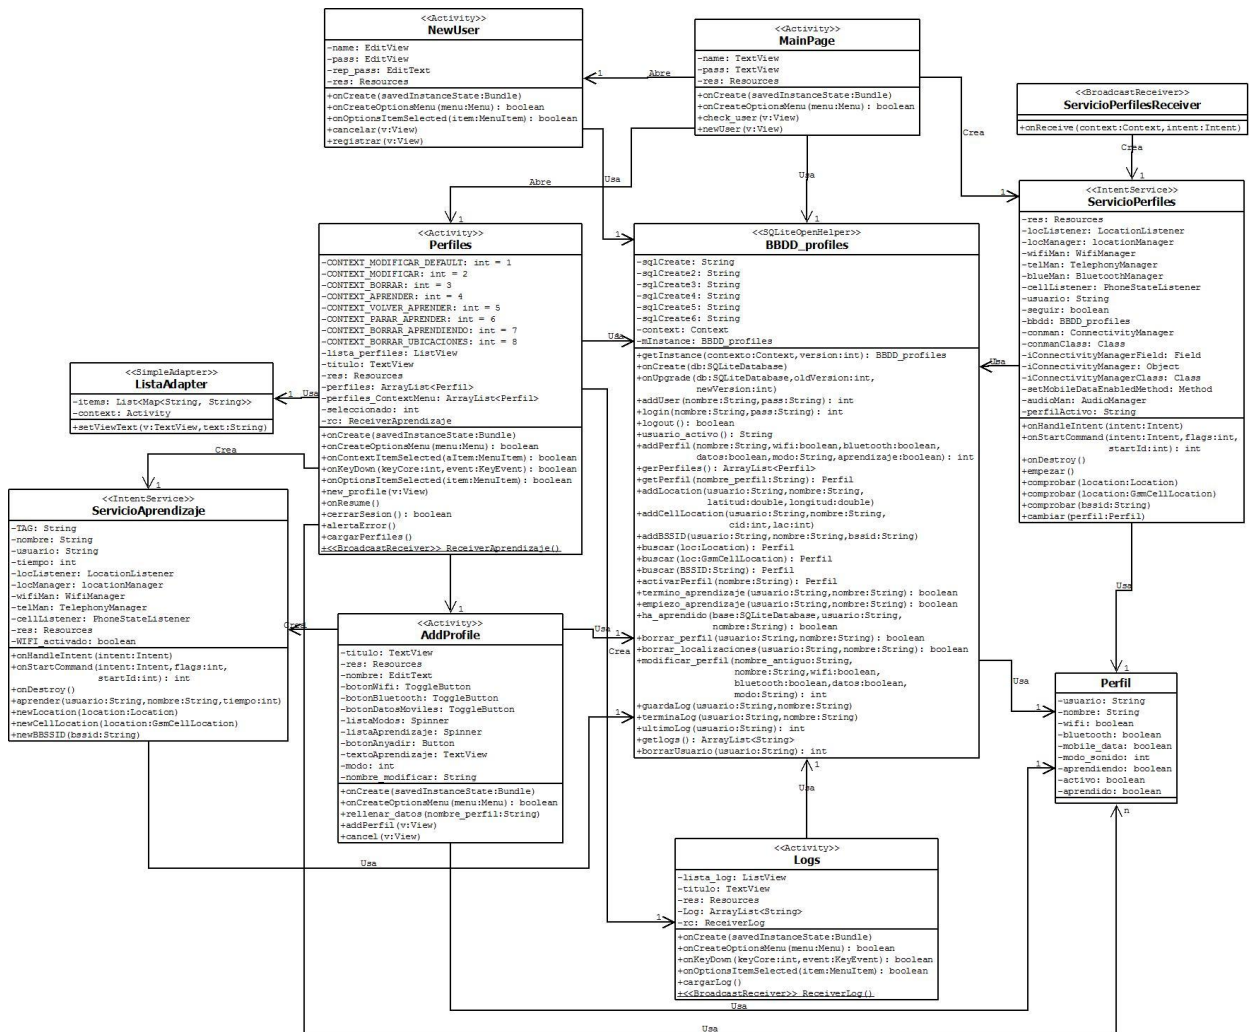 <<Activity>>
NewUser
-name: EditView
-pass: EditView
-rep_pass: EditText
-res: Resources
+onCreate(savedInstanceState:Bundle)
+onCreateOptionsMenu(menu:Menu): boolean
+onOptionsItemSelected(item:MenuItem): boolean
+cancelar(v:View)
+registrar(v:View)
1
Abre
<<Activity>>
MainPage
-name: TextView
-pass: TextView
-res: Resources
+onCreate(savedInstanceState:Bundle)
+onCreateOptionsMenu(menu:Menu): boolean
+check_user(v:View)
+newUser(v:View)
Crea
<<BroadcastReceiver>>
ServicioPerfilesReceiver
+onReceive(context:Context,intent:Intent)
Crea
1
Abre
Usa
Usa
1
1
1
1
<<IntentService>>
ServicioPerfiles
-res: Resources
-locListener: LocationListener
-locManager: locationManager
-wifiMan: WifiManager
-telMan: TelephonyManager
-blueMan: BluetoothManager
-cellListener: PhoneStateListener
-usuario: String
-seguir: boolean
-bbdd: BBDD_profiles
-conman: ConnectivityManager
-conmanClass: Class
-iConnectivityManagerField: Field
-iConnectivityManager: Object
-iConnectivityManagerClass: Class
-setMobileDataEnabledMethod: Method
-audioMan: AudioManager
-perfilActivo: String
+onHandleIntent(intent:Intent)
+onStartCommand(intent:Intent,flags:int,
startId:int): int
+onDestroy()
+empezar()
+comprobar(location:Location)
+comprobar(location:GsmCellLocation)
+comprobar(bssid:String)
+cambiar(perfil:Perfil)
<<Activity>>
Perfiles
-CONTEXT_MODIFICAR_DEFAULT: int = 1
-CONTEXT_MODIFICAR: int = 2
-CONTEXT_BORRAR: int = 3
-CONTEXT_APRENDER: int = 4
-CONTEXT_VOLVER_APRENDER: int = 5
-CONTEXT_PARAR_APRENDER: int = 6
-CONTEXT_BORRAR_APRENDIENDO: int = 7
-CONTEXT_BORRAR_UBICACIONES: int = 8
-lista_perfiles: ListView
-titulo: TextView
-res: Resources
-perfiles: ArrayList<Perfil>
-perfiles_ContextMenu: ArrayList<Perfil>
-seleccionado: int
-rc: ReceiverAprendizaje
+onCreate(savedInstanceState:Bundle)
+onCreateOptionsMenu(menu:Menu): boolean
+onContextItemSelected(aItem:MenuItem): boolean
+onKeyDown(keyCore:int,event:KeyEvent): boolean
+onOptionsItemSelected(item:MenuItem): boolean
+new_profile(v:View)
+onResume()
+cerrarSesion(): boolean
+alertaError()
+cargarPerfiles()
+<<BroadcastReceiver>> ReceiverAprendizaje()
Usa
<<SQLiteOpenHelper>>
BBDD_profiles
-sqlCreate: String
-sqlCreate2: String
-sqlCreate3: String
-sqlCreate4: String
-sqlCreate5: String
-sqlCreate6: String
-context: Context
-mInstance: BBDD_profiles
+getInstance(contexto:Context,version:int): BBDD_profiles
+onCreate(db:SQLiteDatabase)
+onUpgrade(db:SQLiteDatabase,oldVersion:int,
newVersion:int)
+addUser(nombre:String,pass:String): int
+login(nombre:String,pass:String): int
+logout(): boolean
+usuario_activo(): String
+addPerfil(nombre:String,wifi:boolean,bluetooth:boolean,
datos:boolean,modo:String,aprendizaje:boolean): int
+gerPerfiles(): ArrayList<Perfil>
+getPerfil(nombre_perfil:String): Perfil
+addLocation(usuario:String,nombre:String,
latitud:double,longitud:double)
+addCellLocation(usuario:String,nombre:String,
cid:int,lac:int)
+addBSSID(usuario:String,nombre:String,bssid:String)
+buscar(loc:Location): Perfil
+buscar(loc:GsmCellLocation): Perfil
+buscar(BSSID:String): Perfil
+activarPerfil(nombre:String): Perfil
+termino_aprendizaje(usuario:String,nombre:String): boolean
+empiezo_aprendizaje(usuario:String,nombre:String): boolean
+ha_aprendido(base:SQLiteDatabase,usuario:String,
nombre:String): boolean
+borrar_perfil(usuario:String,nombre:String): boolean
+borrar_localizaciones(usuario:String,nombre:String): boolean
+modificar_perfil(nombre_antiguo:String,
nombre:String,wifi:boolean,
bluetooth:boolean,datos:boolean,
modo:String): int
+guardaLog(usuario:String,nombre:String)
+terminaLog(usuario:String,nombre:String)
+ultimoLog(usuario:String): int
+getlogs(): ArrayList<String>
+borrarUsuario(usuario:String): int
Usa
<<SimpleAdapter>>
ListaAdapter
-items: List<Map<String, String>>
-context: Activity
+setViewText(v:TextView,text:String)
1
Usa
Crea
1
<<IntentService>>
ServicioAprendizaje
-TAG: String
-nombre: String
-usuario: String
-tiempo: int
-locListener: LocationListener
-locManager: locationManager
-wifiMan: WifiManager
-telMan: TelephonyManager
-cellListener: PhoneStateListener
-res: Resources
-WIFI_activado: boolean
+onHandleIntent(intent:Intent)
+onStartCommand(intent:Intent,flags:int,
startId:int): int
+onDestroy()
+aprender(usuario:String,nombre:String,tiempo:int)
+newLocation(location:Location)
+newCellLocation(location:GsmCellLocation)
+newBBSSID(bssid:String)
Crea
1
<<Activity>>
AddProfile
-titulo: TextView
-res: Resources
-nombre: EditText
-botonWifi: ToggleButton
-botonBluetooth: ToggleButton
-botonDatosMoviles: ToggleButton
-listaModos: Spinner
-listaAprendizaje: Spinner
-botonAnyadir: Button
-textoAprendizaje: TextView
-modo: int
-nombre_modificar: String
+onCreate(savedInstanceState:Bundle)
+onCreateOptionsMenu(menu:Menu): boolean
+rellenar_datos(nombre_perfil:String)
+addPerfil(v:View)
+cancel(v:View)
Usa
1
Crea
1
Usa
Usa
1
1
1
<<Activity>>
Logs
-lista_log: ListView
-titulo: TextView
-res: Resources
-Log: ArrayList<String>
-rc: ReceiverLog
+onCreate(savedInstanceState:Bundle)
+onCreateOptionsMenu(menu:Menu): boolean
+onKeyDown(keyCore:int,event:KeyEvent): boolean
+onOptionsItemSelected(item:MenuItem): boolean
+cargarLog()
+<<BroadcastReceiver>> ReceiverLog()
Usa
Usa
1
1
1
Perfil
-usuario: String
-nombre: String
-wifi: boolean
-bluetooth: boolean
-mobile_data: boolean
-modo_sonido: int
-aprendiendo: boolean
-activo: boolean
-aprendido: boolean
n
Usa
Usa